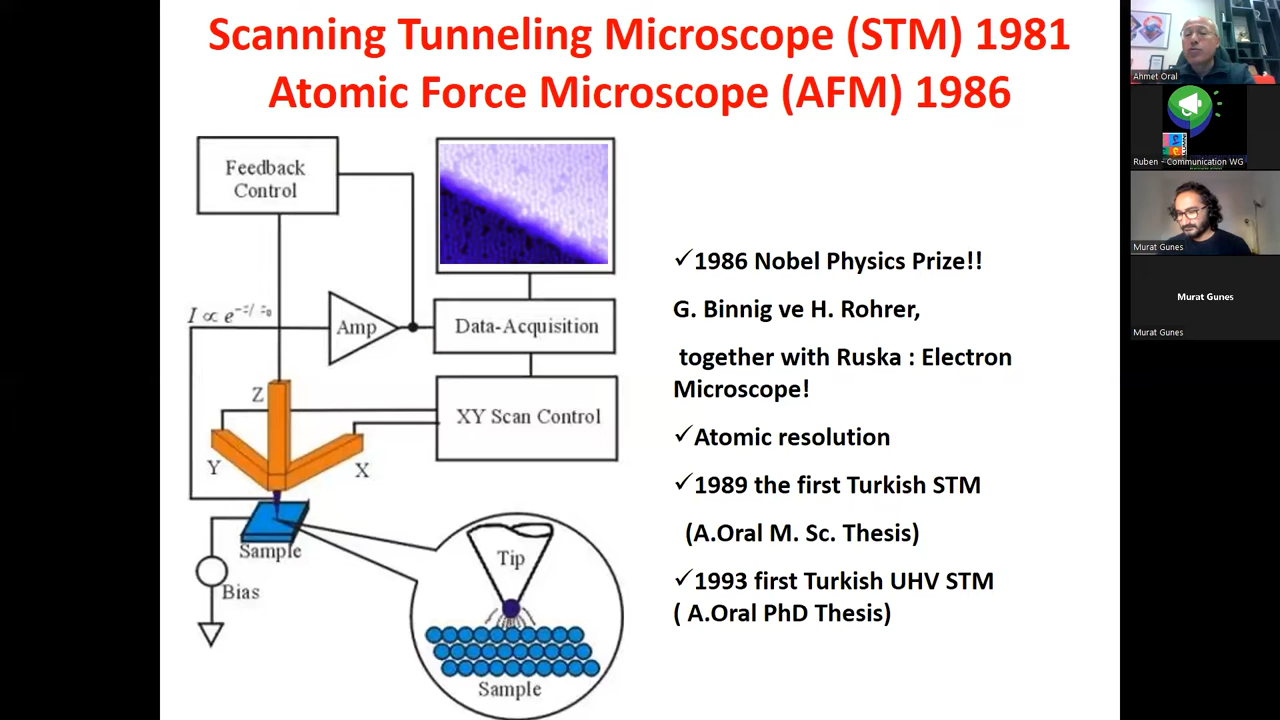 Scanning Tunneling Microscope (STM) 1981
Atomic Force Microscope (AFM) 1986
Feedback
Control
Amp
Data-Acquisition
XY Scan Control
Z
Y
X
Sample
Bias
Tip
Sample
✓1986 Nobel Physics Prize!!
G. Binnig ve H. Rohrer,
together with Ruska : Electron
Microscope!
✓Atomic resolution
✓1989 the first Turkish STM
(A.Oral M. Sc. Thesis)
✓1993 first Turkish UHV STM
( A.Oral PhD Thesis)
Ahmet Oral
Ruben - Communication WG
Murat Gunes
Murat Gunes
Murat Gunes